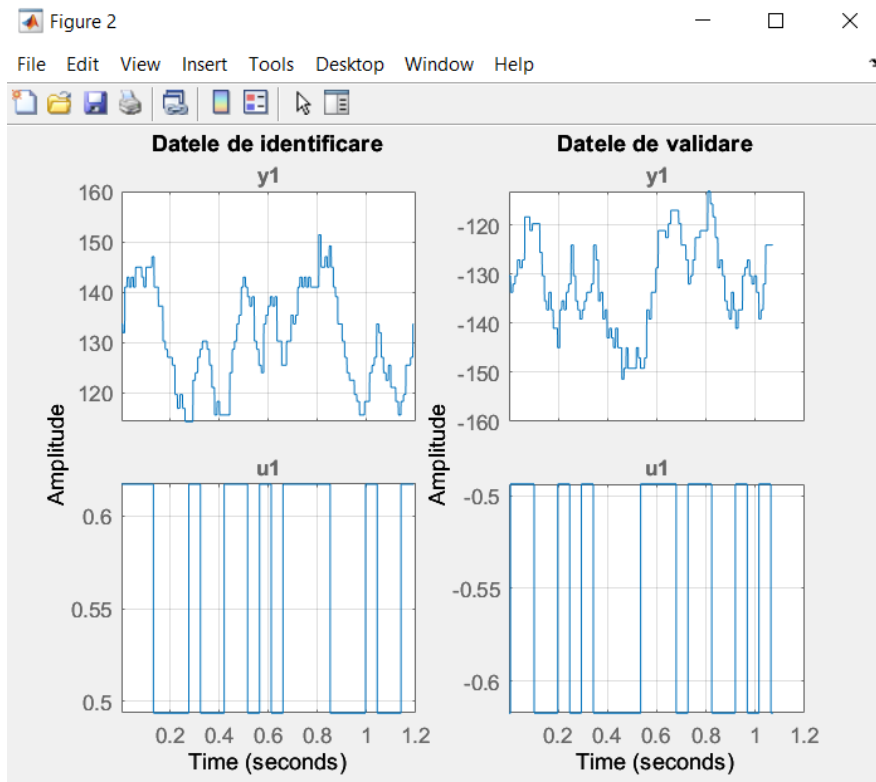 Figure 2
File Edit View Insert Tools Desktop Window Help
Datele de identificare
y1
160
150
140
130
120
Datele de validare
y1
-120
-130
-140
-150
-160
Amplitude
u1
0.6
0.55
0.5
0.2 0.4 0.6 0.8 1 1.2
Time (seconds)
Amplitude
u1
-0.5
-0.55
-0.6
0.2 0.4 0.6 0.8 1 1.2
Time (seconds)